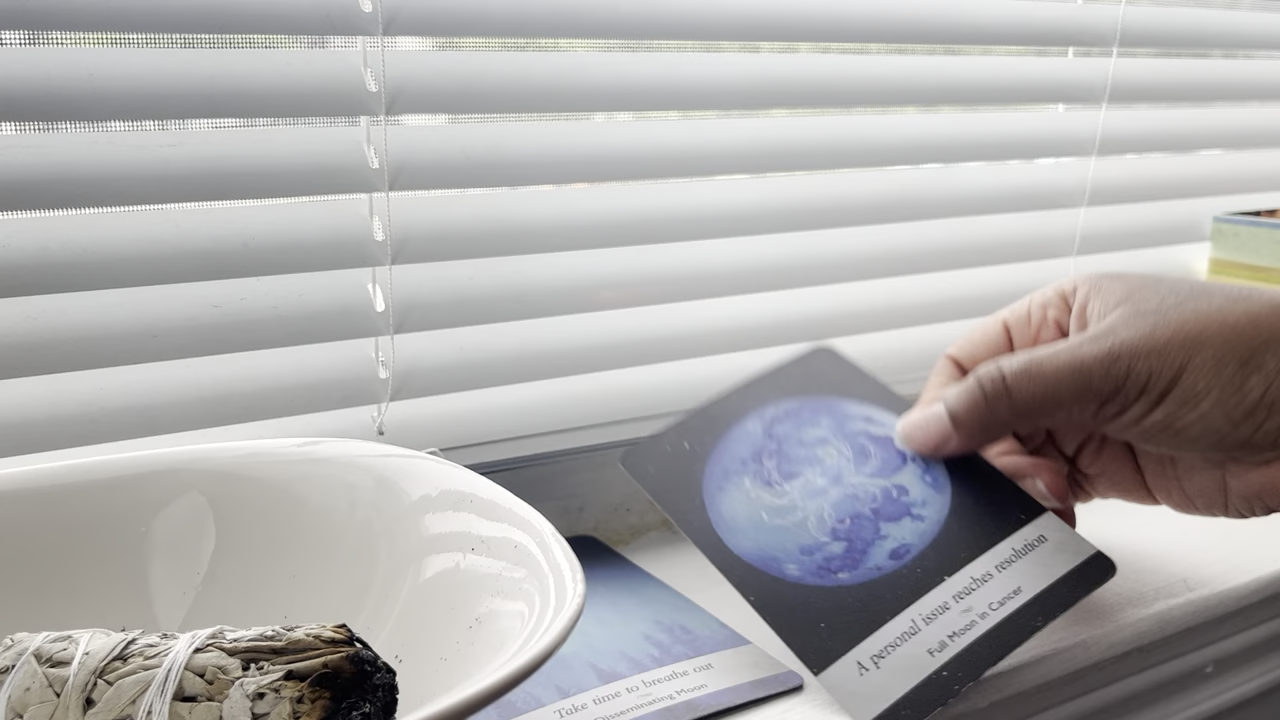 A personal issue reaches resolution
Full Moon in Cancer
Take time to breathe out
Disseminating Moon